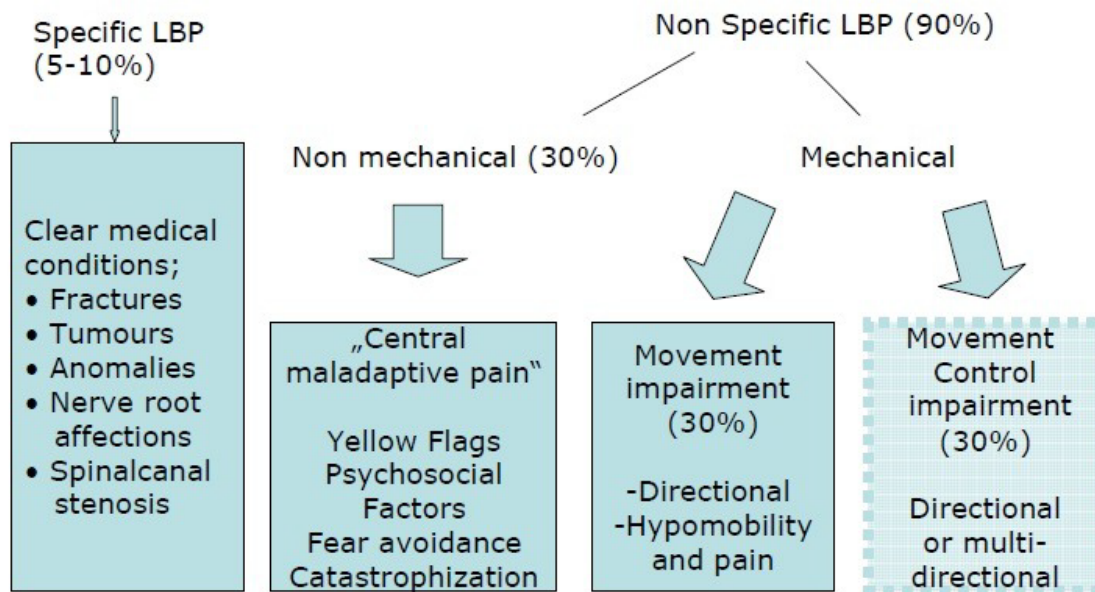 Specific LBP
(5-10%)
Clear medical
conditions;
• Fractures
• Tumours
• Anomalies
• Nerve root
affections
• Spinalcanal
stenosis
Non Specific LBP (90%)
Non mechanical (30%)
Mechanical
„Central
maladaptive pain“
Yellow Flags
Psychosocial
Factors
Fear avoidance
Catastrophization
Movement
impairment
(30%)
-Directional
-Hypomobility
and pain
Movement
Control
impairment
(30%)
Directional
or multi-
directional